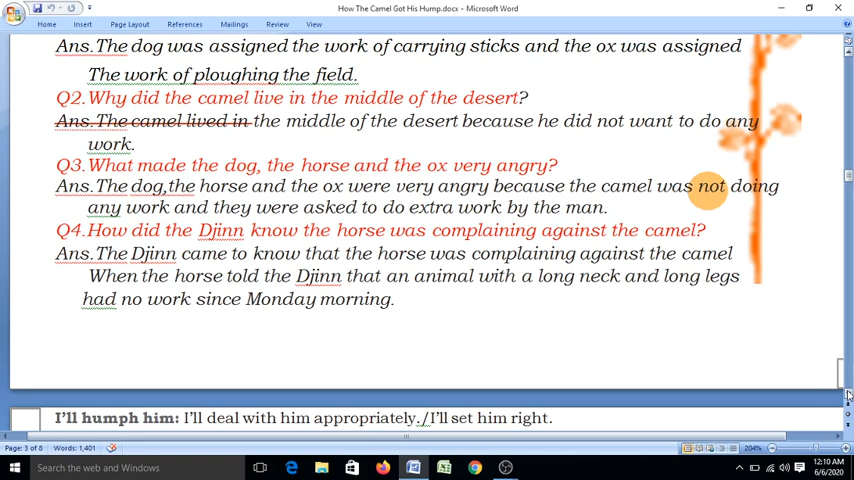 How The Camel Got His Hump.docx - Microsoft Word
Home Insert Page Layout References Mailings Review View
Ans.The dog was assigned the work of carrying sticks and the ox was assigned
The work of ploughing the field.
Q2.Why did the camel live in the middle of the desert?
Ans.The camel lived in the middle of the desert because he did not want to do any
work.
Q3.What made the dog, the horse and the ox very angry?
Ans.The dog,the horse and the ox were very angry because the camel was not doing
any work and they were asked to do extra work by the man.
Q4.How did the Djinn know the horse was complaining against the camel?
Ans.The Djinn came to know that the horse was complaining against the camel
When the horse told the Djinn that an animal with a long neck and long legs
had no work since Monday morning.
I'll humph him: I'll deal with him appropriately./I'll set him right.
Page: 3 of 8 Words: 1,401 204%
Search the web and Windows
12:10 AM
6/6/2020